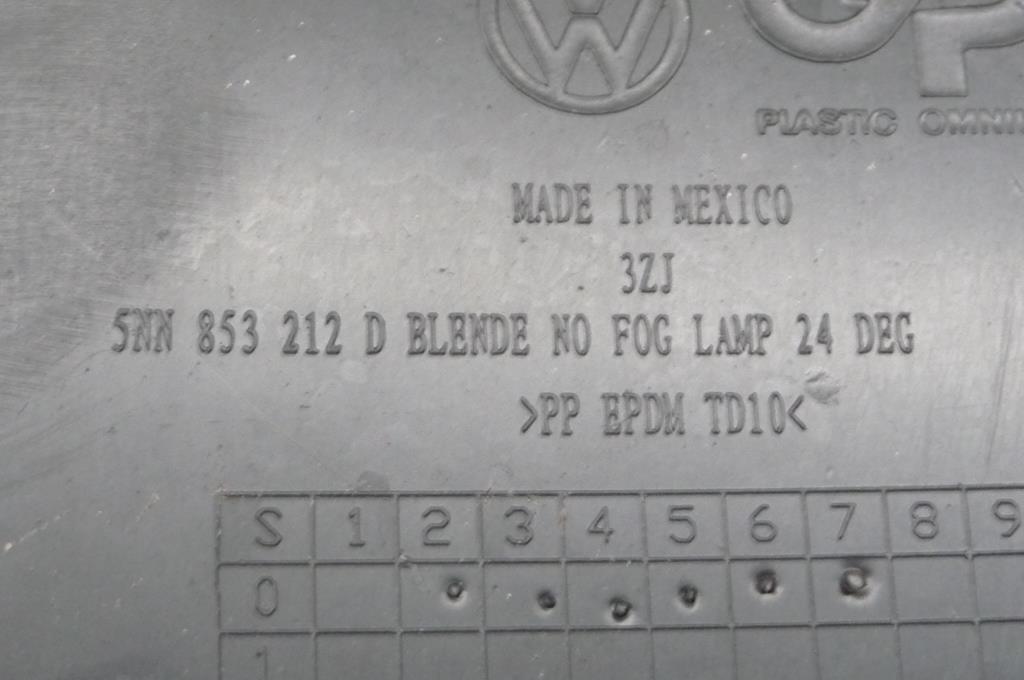 PLASTIC
MADE IN MEXICO
3ZJ
5NN 853 212 D BLENDE NO FOG LAMP 24 DEG
>PP EPDM TD10<
S 1 2 3 4 5 6 7 8 9
0
1